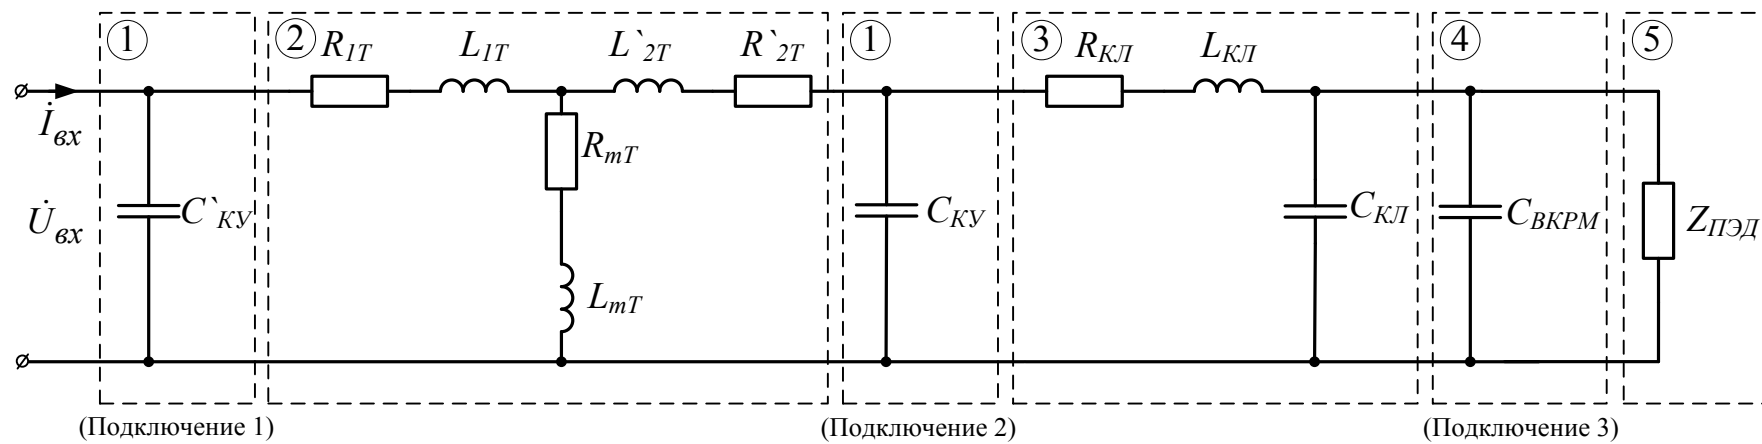 1 2 1 3 4 5
R1T L1T L`2T R`2T RКЛ LКЛ
İвх
RmT
U̇вх C`КУ CКУ CКЛ CВКРМ ZПЭД
LmT
(Подключение 1) (Подключение 2) (Подключение 3)